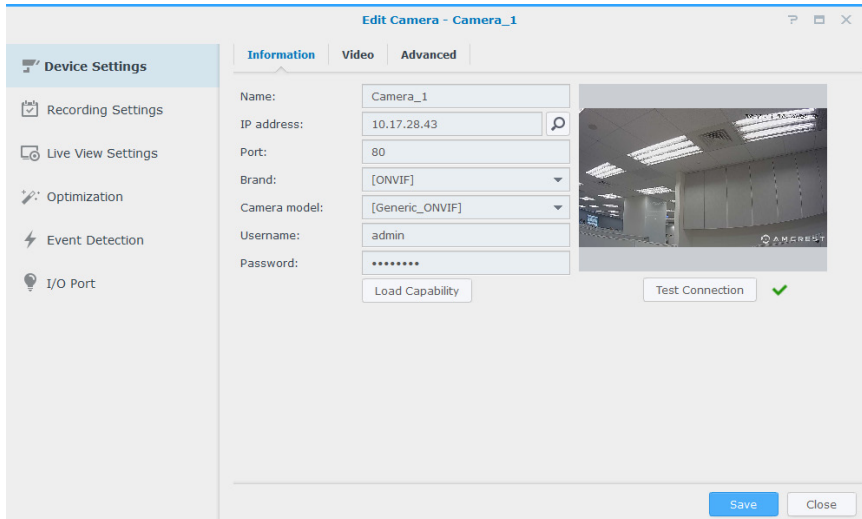 Edit Camera - Camera_1
Device Settings
Recording Settings
Live View Settings
Optimization
Event Detection
I/O Port
Information Video Advanced
Name: Camera_1
IP address: 10.17.28.43
Port: 80
Brand: [ONVIF]
Camera model: [Generic_ONVIF]
Username: admin
Password: ••••••••
Load Capability
AMCREST
Test Connection
Save Close